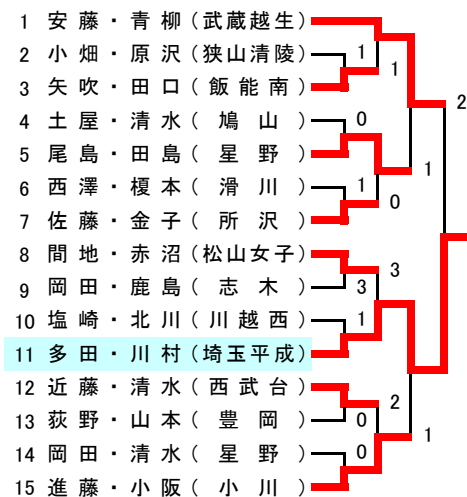 1 安藤・青柳(武蔵越生)
2 小畑・原沢(狭山清陵)
3 矢吹・田口(飯能南)
4 土屋・清水(鳩山)
5 尾島・田島(星野)
6 西澤・榎本(滑川)
7 佐藤・金子(所沢)
8 間地・赤沼(松山女子)
9 岡田・鹿島(志木)
10 塩崎・北川(川越西)
11 多田・川村(埼玉平成)
12 近藤・清水(西武台)
13 荻野・山本(豊岡)
14 岡田・清水(星野)
15 進藤・小阪(小川)
1
1
2
0
1
1
0
3
3
1
2
0
1
0